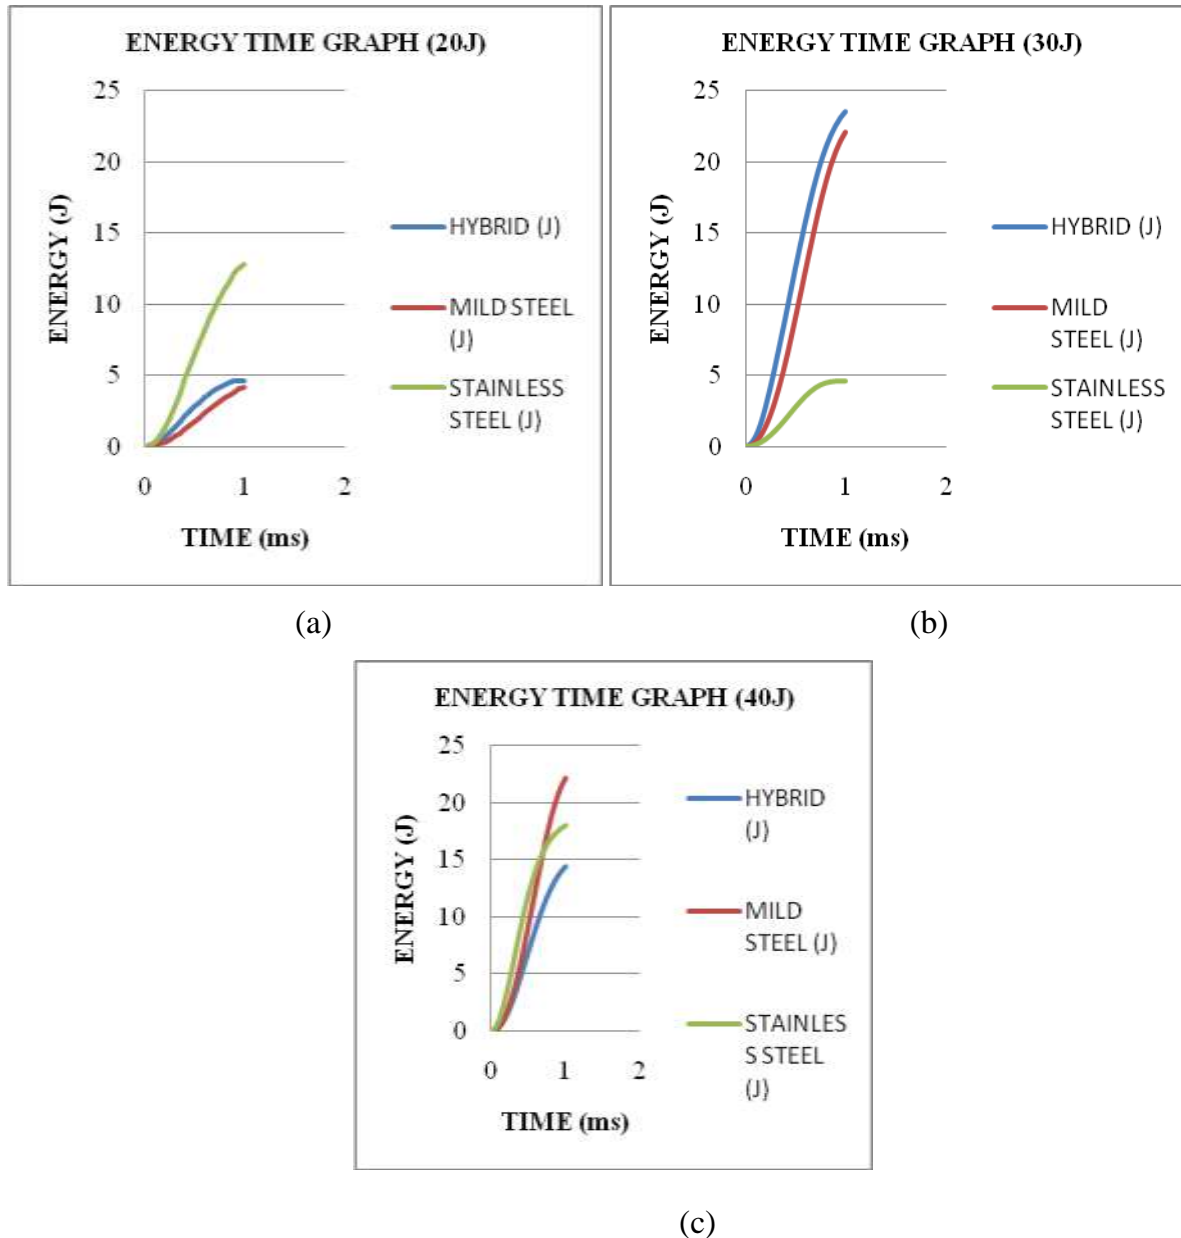 ENERGY TIME GRAPH (20J)
25
20
15
10
5
0
0 1 2
ENERGY (J)
TIME (ms)
HYBRID (J)
MILD STEEL
(J)
STAINLESS
STEEL (J)
(a)
ENERGY TIME GRAPH (30J)
25
20
15
10
5
0
0 1 2
ENERGY (J)
TIME (ms)
HYBRID (J)
MILD
STEEL (J)
STAINLESS
STEEL (J)
(b)
ENERGY TIME GRAPH (40J)
25
20
15
10
5
0
0 1 2
ENERGY (J)
TIME (ms)
HYBRID
(J)
MILD
STEEL (J)
STAINLES
S STEEL
(J)
(c)